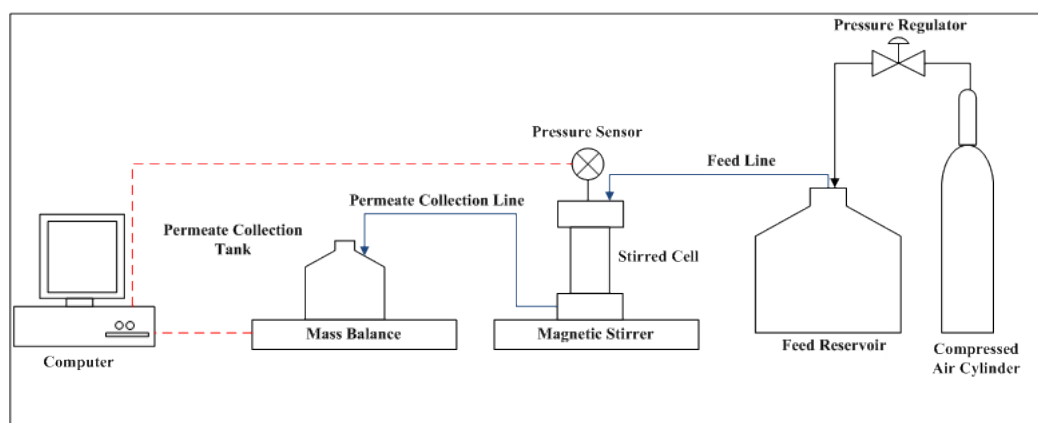 Pressure Regulator
Pressure Sensor
Feed Line
Permeate Collection Line
Permeate Collection
Tank
Stirred Cell
Mass Balance
Magnetic Stirrer
Feed Reservoir
Computer
Compressed
Air Cylinder